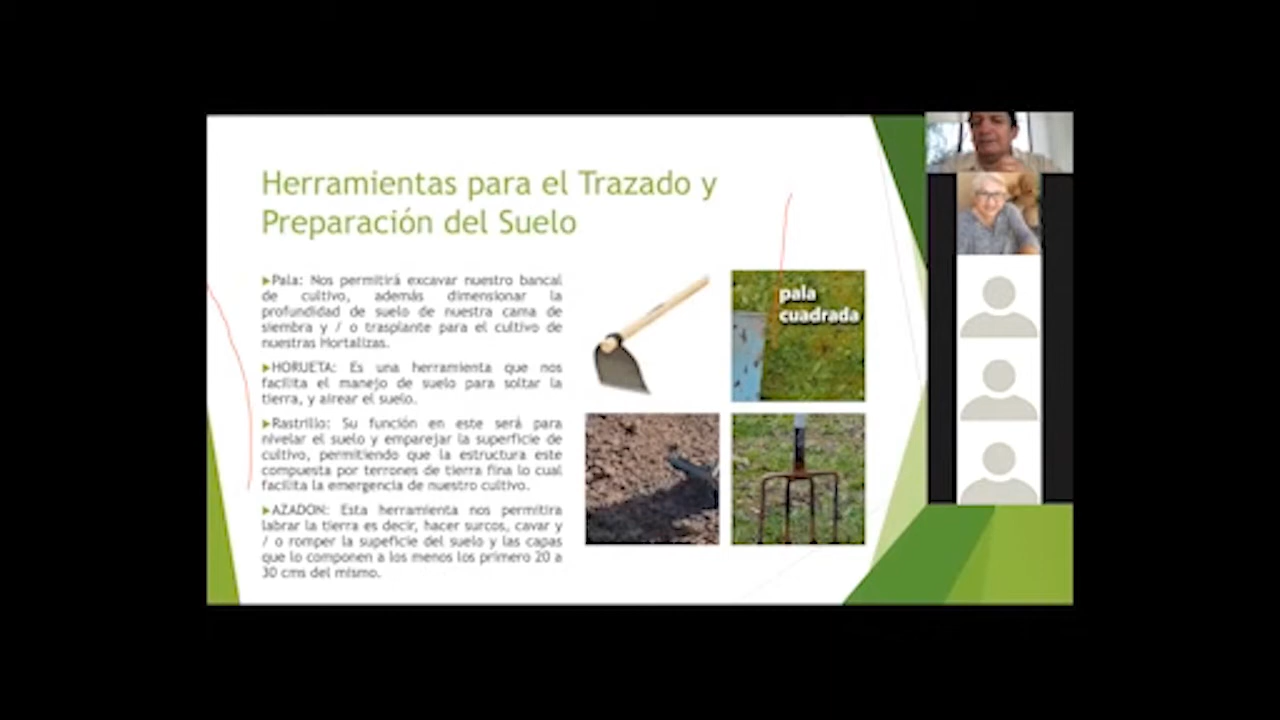 Herramientas para el Trazado y
Preparación del Suelo
Pala: Nos permitirá excavar nuestro bancal
de cultivo, además dimensionar la
profundidad de suelo de nuestra cama de
siembra y / o trasplante para el cultivo de
nuestras Hortalizas.
HORUETA: Es una herramienta que nos
facilita el manejo de suelo para soltar la
tierra, y airear el suelo.
Rastrillo: Su función en este será para
nivelar el suelo y emparejar la superficie de
cultivo, permitiendo que la estructura este
compuesta por terrones de tierra fina lo cual
facilita la emergencia de nuestro cultivo.
AZADON: Esta herramienta nos permitira
labrar la tierra es decir, hacer surcos, cavar y
/ o romper la supeficie del suelo y las capas
que lo componen a los menos los primero 20 a
30 cms del mismo.
pala
cuadrada